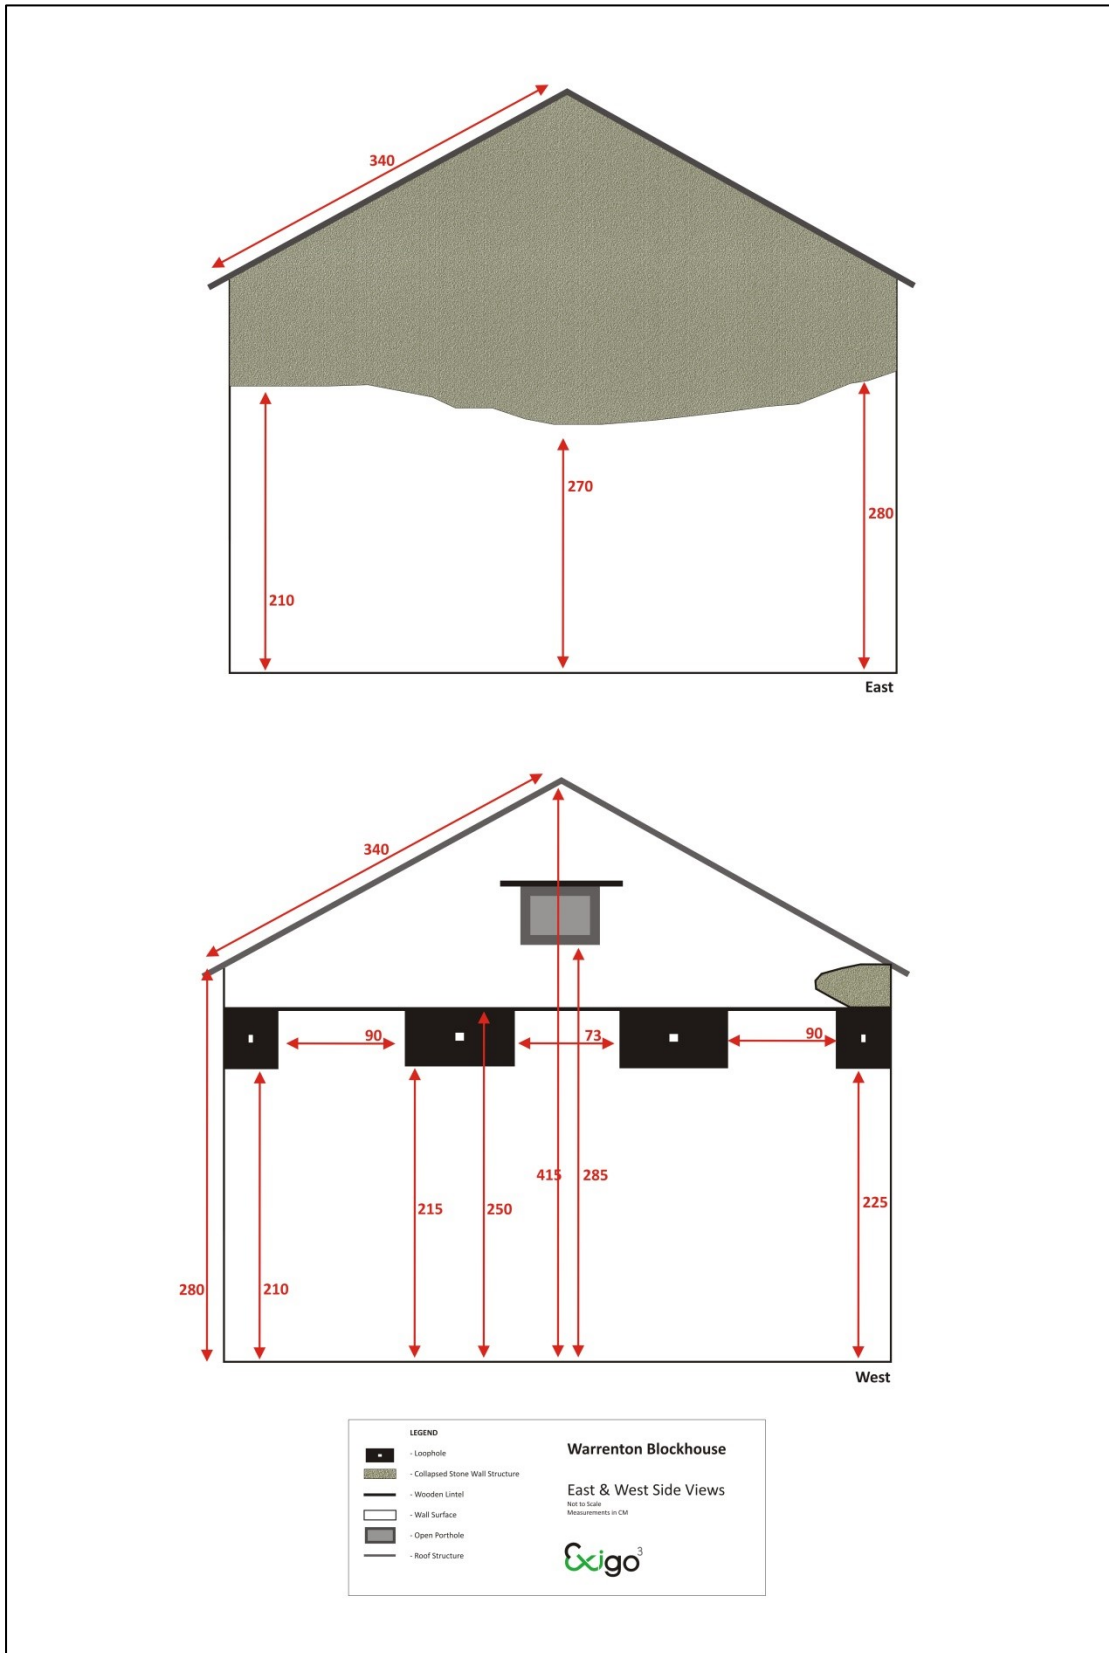 340
270
280
210
East
340
90
73
90
415
285
215
250
225
280
210
West
LEGEND
- Loophole
- Collapsed Stone Wall Structure
- Wooden Lintel
- Wall Surface
- Open Porthole
- Roof Structure
Warrenton Blockhouse
East & West Side Views
Not to Scale
Measurements in CM
Exigo3